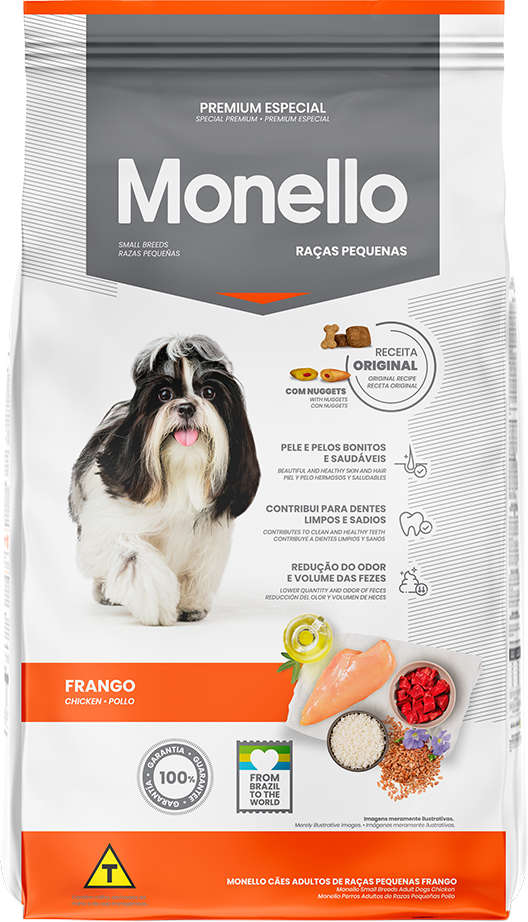 PREMIUM ESPECIAL
SPECIAL PREMIUM • PREMIUM ESPECIAL
Monello
SMALL BREEDS
RAZAS PEQUEÑAS
RAÇAS PEQUENAS
RECEITA
ORIGINAL
ORIGINAL RECIPE
RECETA ORIGINAL
COM NUGGETS
WITH NUGGETS
CON NUGGETS
PELE E PELOS BONITOS
E SAUDÁVEIS
BEAUTIFUL AND HEALTHY SKIN AND HAIR
PIEL Y PELO HERMOSOS Y SALUDABLES
CONTRIBUI PARA DENTES
LIMPOS E SADIOS
CONTRIBUTES TO CLEAN AND HEALTHY TEETH
CONTRIBUYE A DIENTES LIMPIOS Y SANOS
REDUÇÃO DO ODOR
E VOLUME DAS FEZES
LOWER QUANTITY AND ODOR OF FECES
REDUCCIÓN DEL OLOR Y VOLUMEN DE HECES
FRANGO
CHICKEN • POLLO
GARANTIA • GUARANTEE • GARANTÍA
100%
FROM
BRAZIL
TO THE
WORLD
Imagens meramente ilustrativas.
Merely illustrative images. • Imágenes meramente ilustrativas.
T
MONELLO CÃES ADULTOS DE RAÇAS PEQUENAS FRANGO
Monello Small Breeds Adult Dogs Chicken
Monello Perros Adultos de Razas Pequeñas Pollo